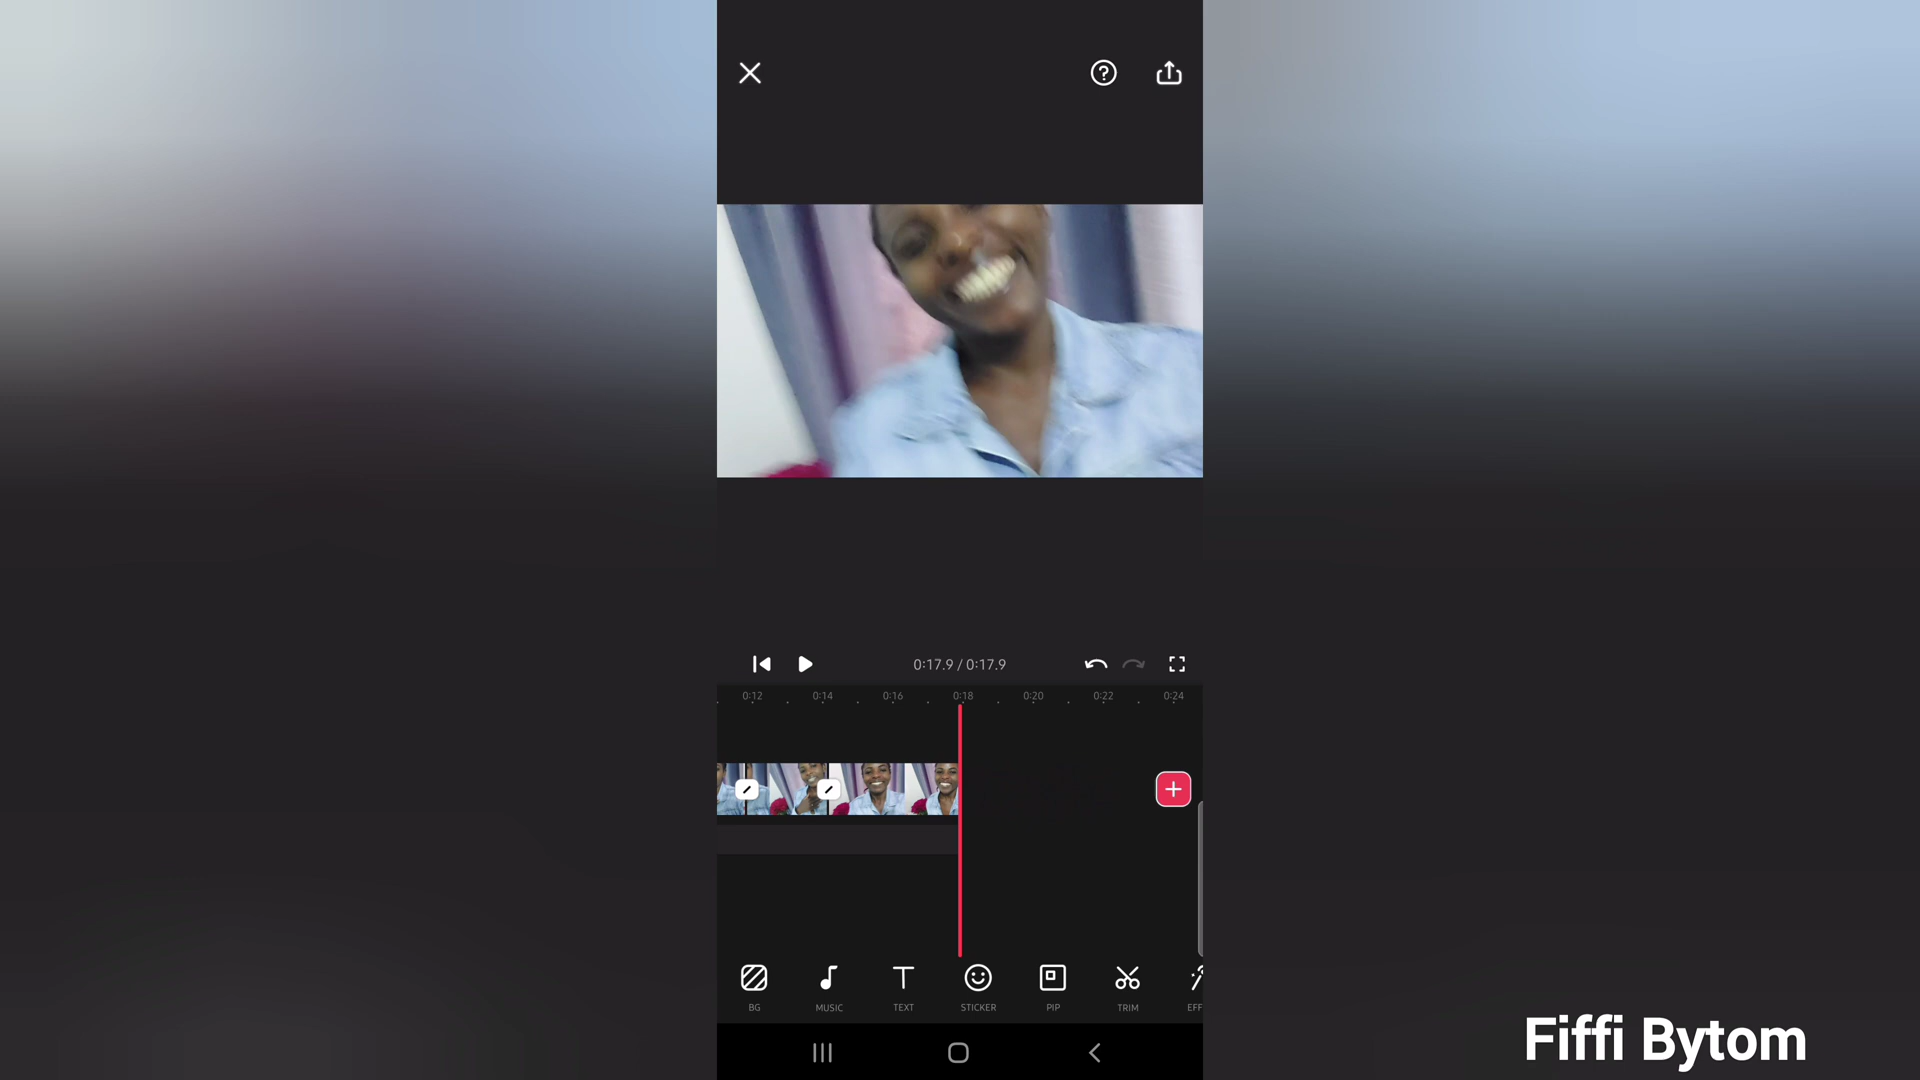 0:17.9 / 0:17.9
0:12 0:14 0:16 0:18 0:20 0:22 0:24
BG MUSIC TEXT STICKER PIP TRIM EFF
Fiffi Bytom